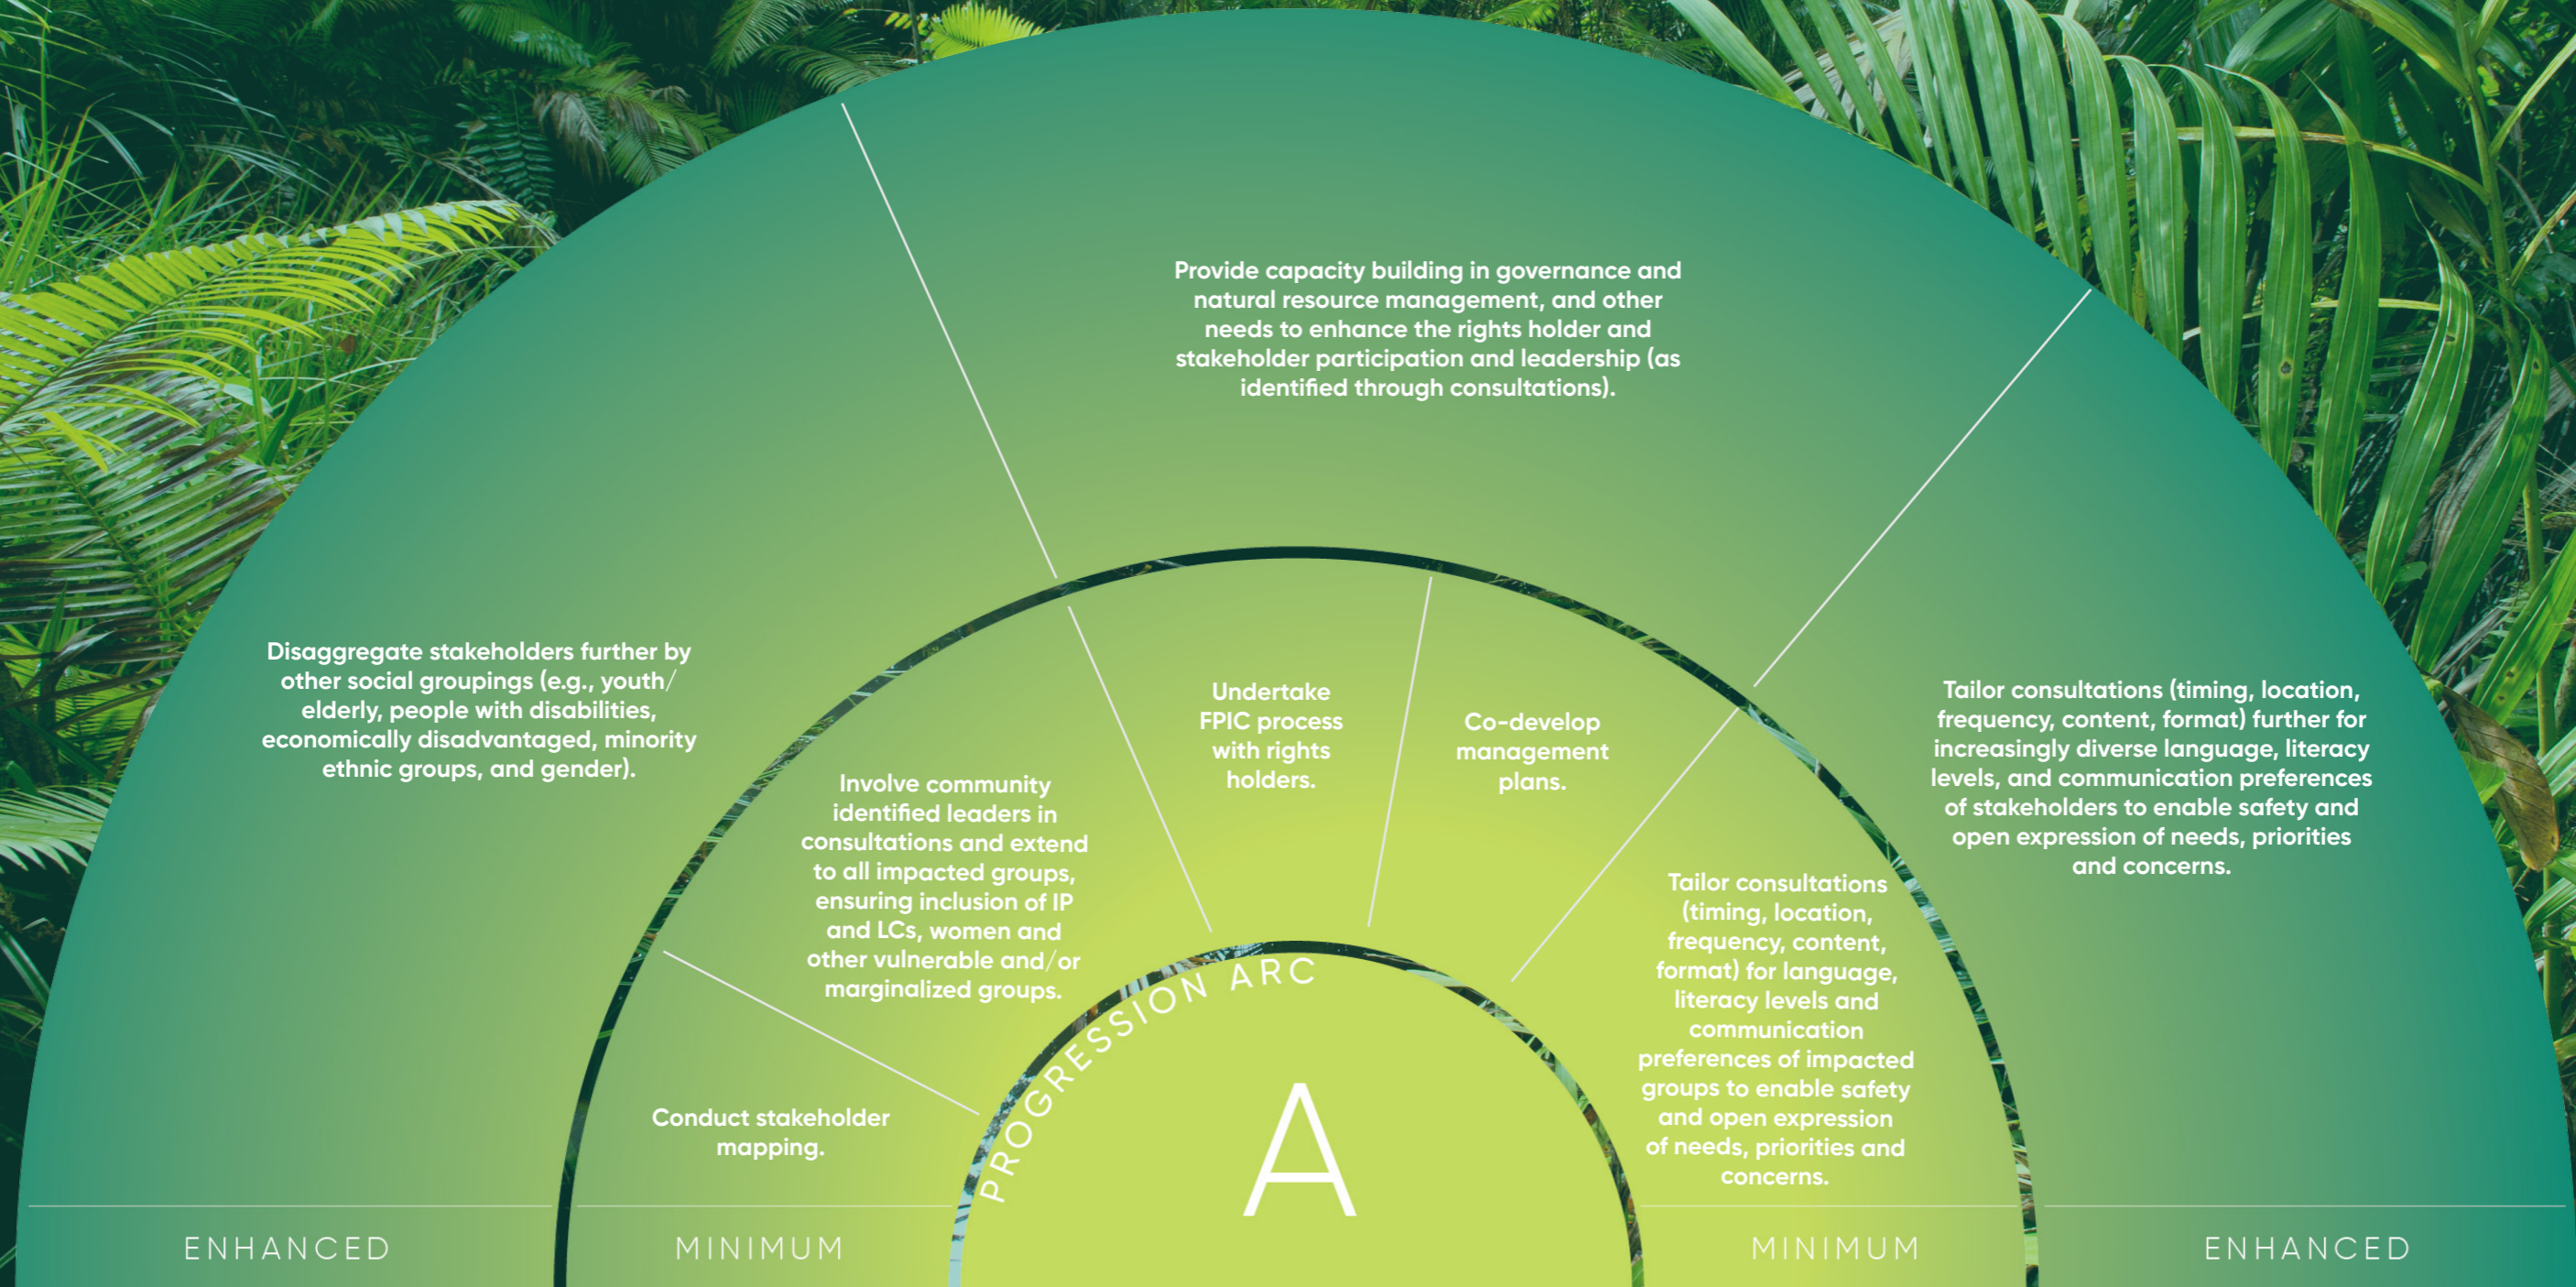 Provide capacity building in governance and
natural resource management, and other
needs to enhance the rights holder and
stakeholder participation and leadership (as
identified through consultations).
Disaggregate stakeholders further by
other social groupings (e.g., youth/
elderly, people with disabilities,
economically disadvantaged, minority
ethnic groups, and gender).
Involve community
identified leaders in
consultations and extend
to all impacted groups,
ensuring inclusion of IP
and LCs, women and
other vulnerable and/or
marginalized groups.
Undertake
FPIC process
with rights
holders.
Co-develop
management
plans.
Tailor consultations (timing, location,
frequency, content, format) further for
increasingly diverse language, literacy
levels, and communication preferences
of stakeholders to enable safety and
open expression of needs, priorities
and concerns.
Tailor consultations
(timing, location,
frequency, content,
format) for language,
literacy levels and
communication
preferences of impacted
groups to enable safety
and open expression
of needs, priorities and
concerns.
Conduct stakeholder
mapping.
PROGRESSION ARC
A
ENHANCED
MINIMUM
MINIMUM
ENHANCED